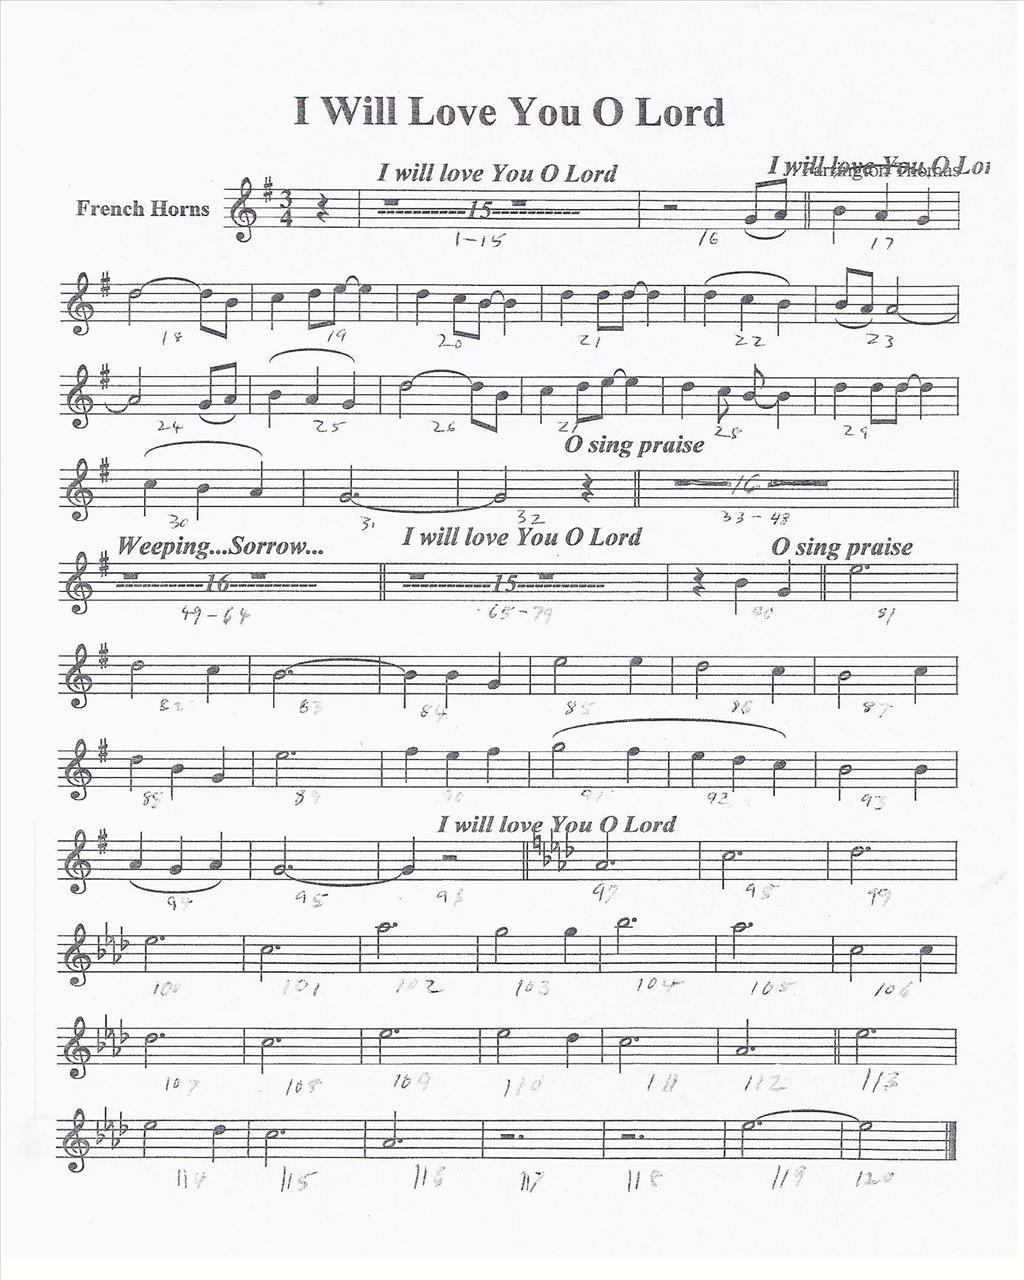 I Will Love You O Lord
I will love You O Lord
I will love You O Lor
French Horns
3
4
15
1-15
16
17
18 19 20 21 22 23
24 25 26 27 28 29
O sing praise
16
30 31 32 33-48
Weeping...Sorrow...
I will love You O Lord
O sing praise
16
15
49-64 65-79 80 81
82 83 84 85 86 87
88 89 90 91 92 93
I will love You O Lord
94 95 96 97 98 99
100 101 102 103 104 105 106
107 108 109 110 111 112 113
114 115 116 117 118 119 120